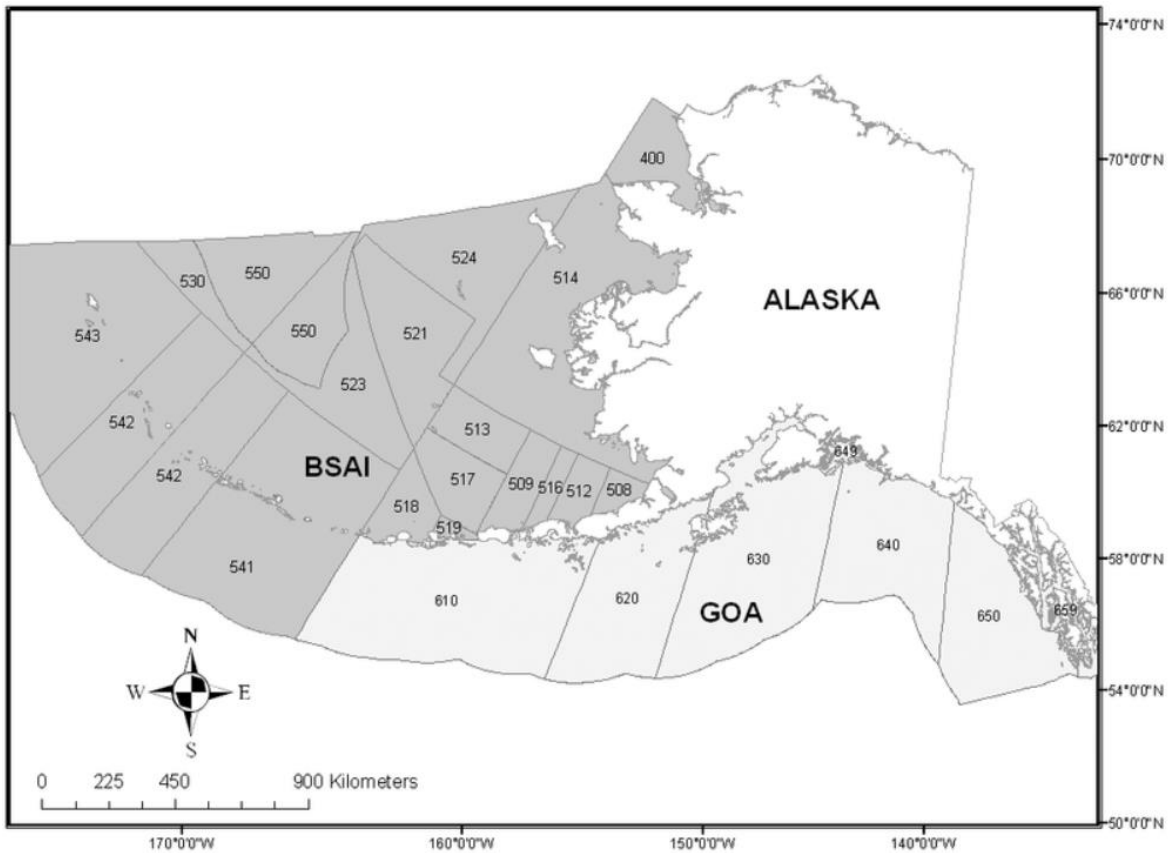 74°0'0"N
70°0'0"N
400
524
530
550
514
66°0'0"N
ALASKA
543
550
521
523
62°0'0"N
542
513
649
BSAI
542
517
509
516
512
508
518
519
58°0'0"N
541
630
640
610
620
GOA
650
659
N
W
E
S
54°0'0"N
0 225 450 900 Kilometers
50°0'0"N
170°0'0"W 160°0'0"W 150°0'0"W 140°0'0"W